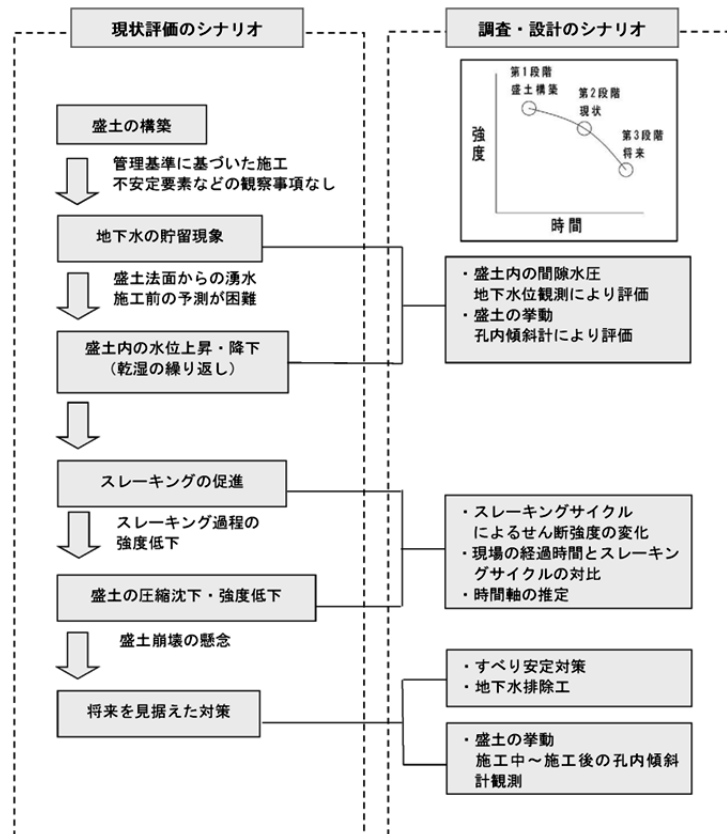 現状評価のシナリオ
盛土の構築
管理基準に基づいた施工
不安定要素などの観察事項なし
地下水の貯留現象
盛土法面からの湧水
施工前の予測が困難
盛土内の水位上昇・降下
(乾湿の繰り返し)
スレーキングの促進
スレーキング過程の
強度低下
盛土の圧縮沈下・強度低下
盛土崩壊の懸念
将来を見据えた対策
調査・設計のシナリオ
第1段階
盛土構築
第2段階
現状
第3段階
将来
強度
時間
・盛土内の間隙水圧
地下水位観測により評価
・盛土の挙動
孔内傾斜計により評価
・スレーキングサイクル
によるせん断強度の変化
・現場の経過時間とスレーキン
グサイクルの対比
・時間軸の推定
・すべり安定対策
・地下水排除工
・盛土の挙動
施工中～施工後の孔内傾斜
計観測